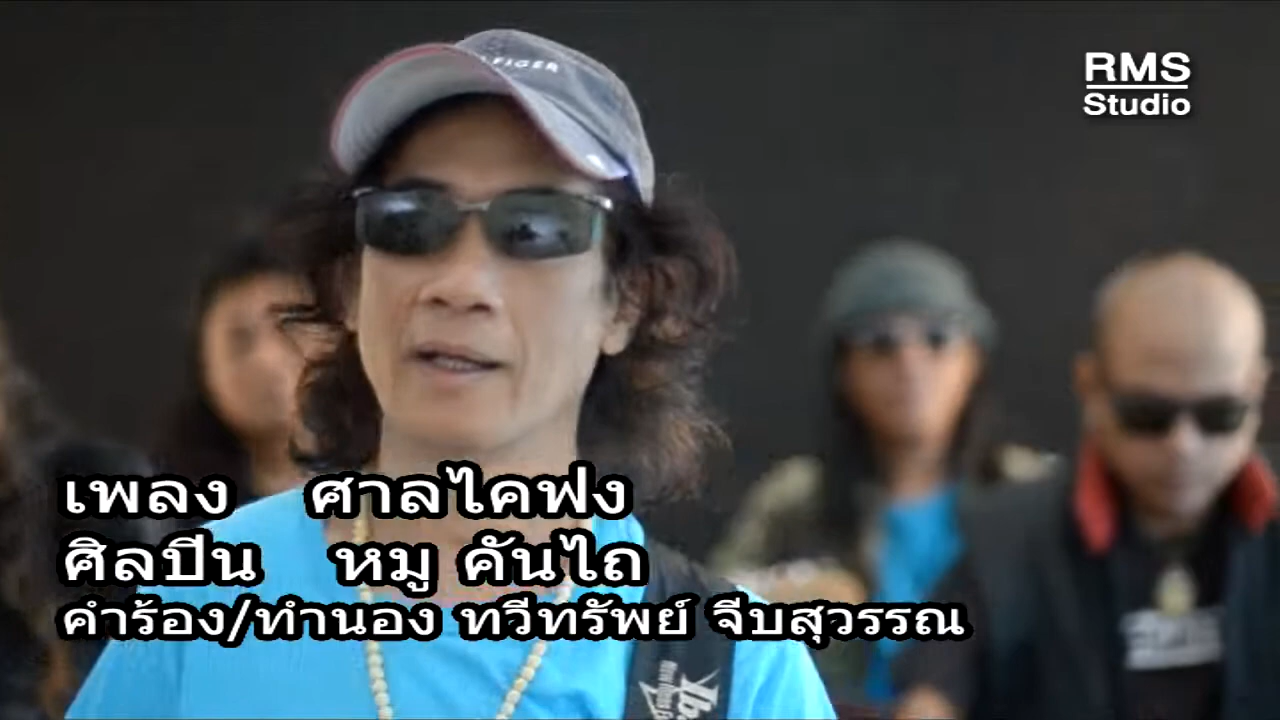 FIGER
RMS
Studio
เพลง ศาลไคฟง
ศิลปีน หมู คันไถ
คำร้อง/ทำนอง ทวีทรัพย์ จีบสุวรรณ